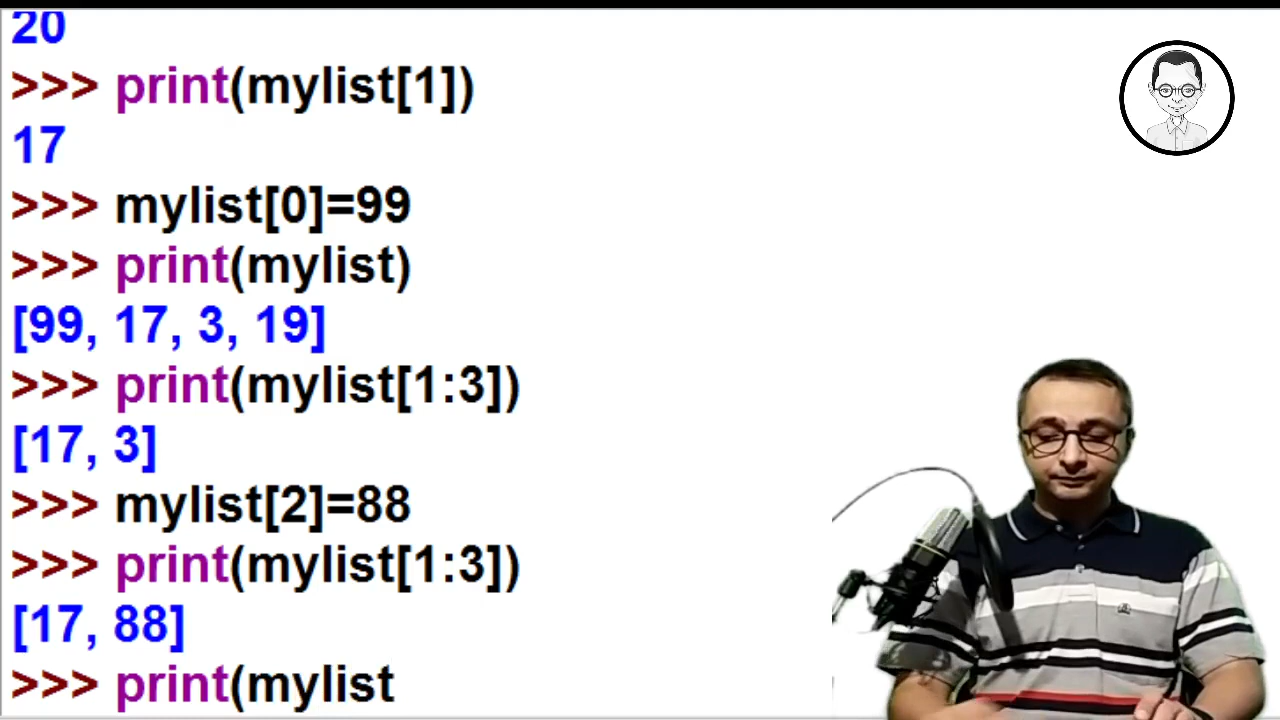 20
>>> print(mylist[1])
17
>>> mylist[0]=99
>>> print(mylist)
[99, 17, 3, 19]
>>> print(mylist[1:3])
[17, 3]
>>> mylist[2]=88
>>> print(mylist[1:3])
[17, 88]
>>> print(mylist